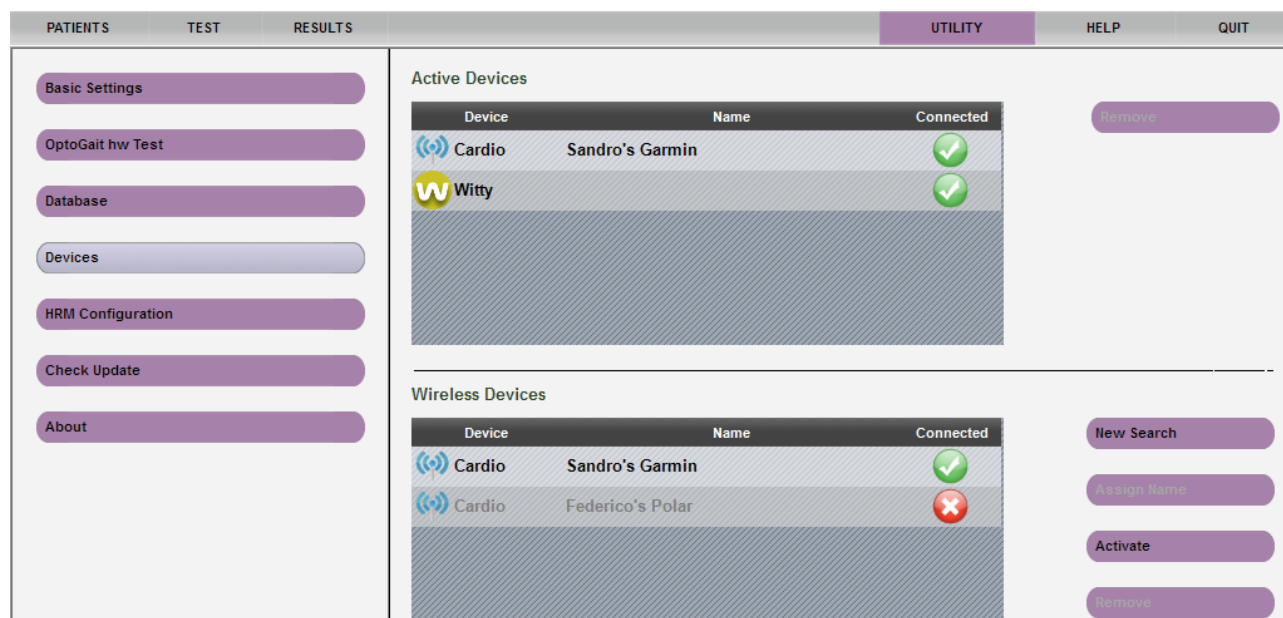 PATIENTS TEST RESULTS UTILITY HELP QUIT
Basic Settings
OptoGait hw Test
Database
Devices
HRM Configuration
Check Update
About
Active Devices
Device Name Connected
Cardio Sandro's Garmin
W Witty
Remove
Wireless Devices
Device Name Connected
Cardio Sandro's Garmin
Cardio Federico's Polar
New Search
Assign Name
Activate
Remove